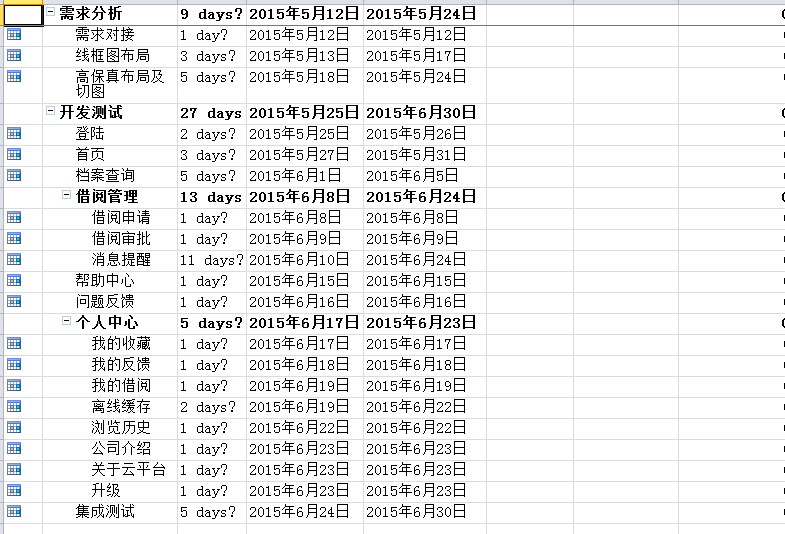 需求分析 9 days? 2015年5月12日 2015年5月24日
需求对接 1 day? 2015年5月12日 2015年5月12日
线框图布局 3 days? 2015年5月13日 2015年5月17日
高保真布局及
切图 5 days? 2015年5月18日 2015年5月24日
开发测试 27 days 2015年5月25日 2015年6月30日
登陆 2 days? 2015年5月25日 2015年5月26日
首页 3 days? 2015年5月27日 2015年5月31日
档案查询 5 days? 2015年6月1日 2015年6月5日
借阅管理 13 days 2015年6月8日 2015年6月24日
借阅申请 1 day? 2015年6月8日 2015年6月8日
借阅审批 1 day? 2015年6月9日 2015年6月9日
消息提醒 11 days? 2015年6月10日 2015年6月24日
帮助中心 1 day? 2015年6月15日 2015年6月15日
问题反馈 1 day? 2015年6月16日 2015年6月16日
个人中心 5 days? 2015年6月17日 2015年6月23日
我的收藏 1 day? 2015年6月17日 2015年6月17日
我的反馈 1 day? 2015年6月18日 2015年6月18日
我的借阅 1 day? 2015年6月19日 2015年6月19日
离线缓存 2 days? 2015年6月19日 2015年6月22日
浏览历史 1 day? 2015年6月22日 2015年6月22日
公司介绍 1 day? 2015年6月23日 2015年6月23日
关于云平台 1 day? 2015年6月23日 2015年6月23日
升级 1 day? 2015年6月23日 2015年6月23日
集成测试 5 days? 2015年6月24日 2015年6月30日